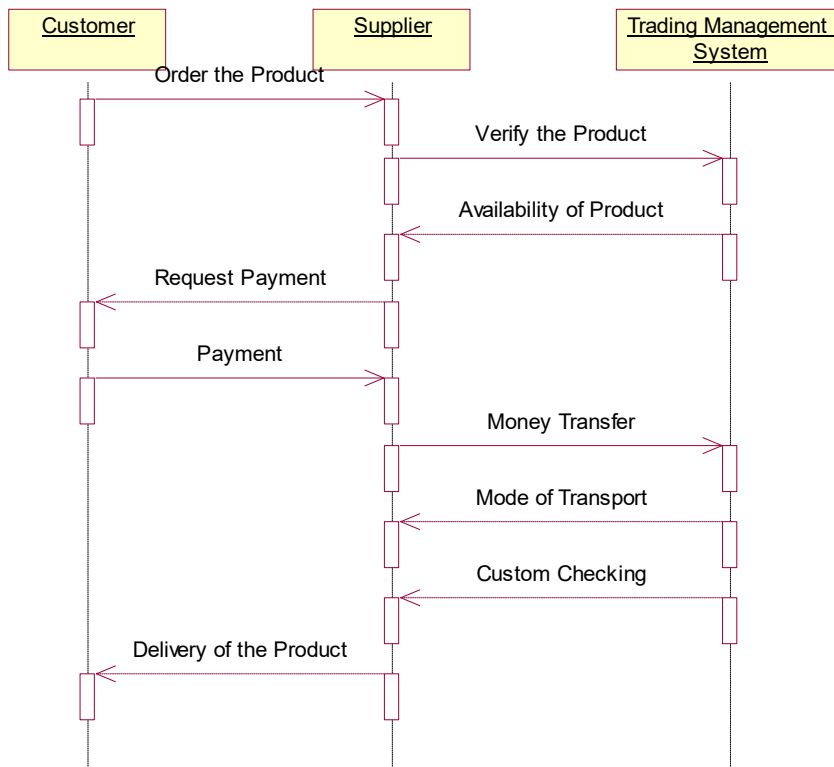 Customer
Supplier
Trading Management
System
Order the Product
Verify the Product
Availability of Product
Request Payment
Payment
Money Transfer
Mode of Transport
Custom Checking
Delivery of the Product